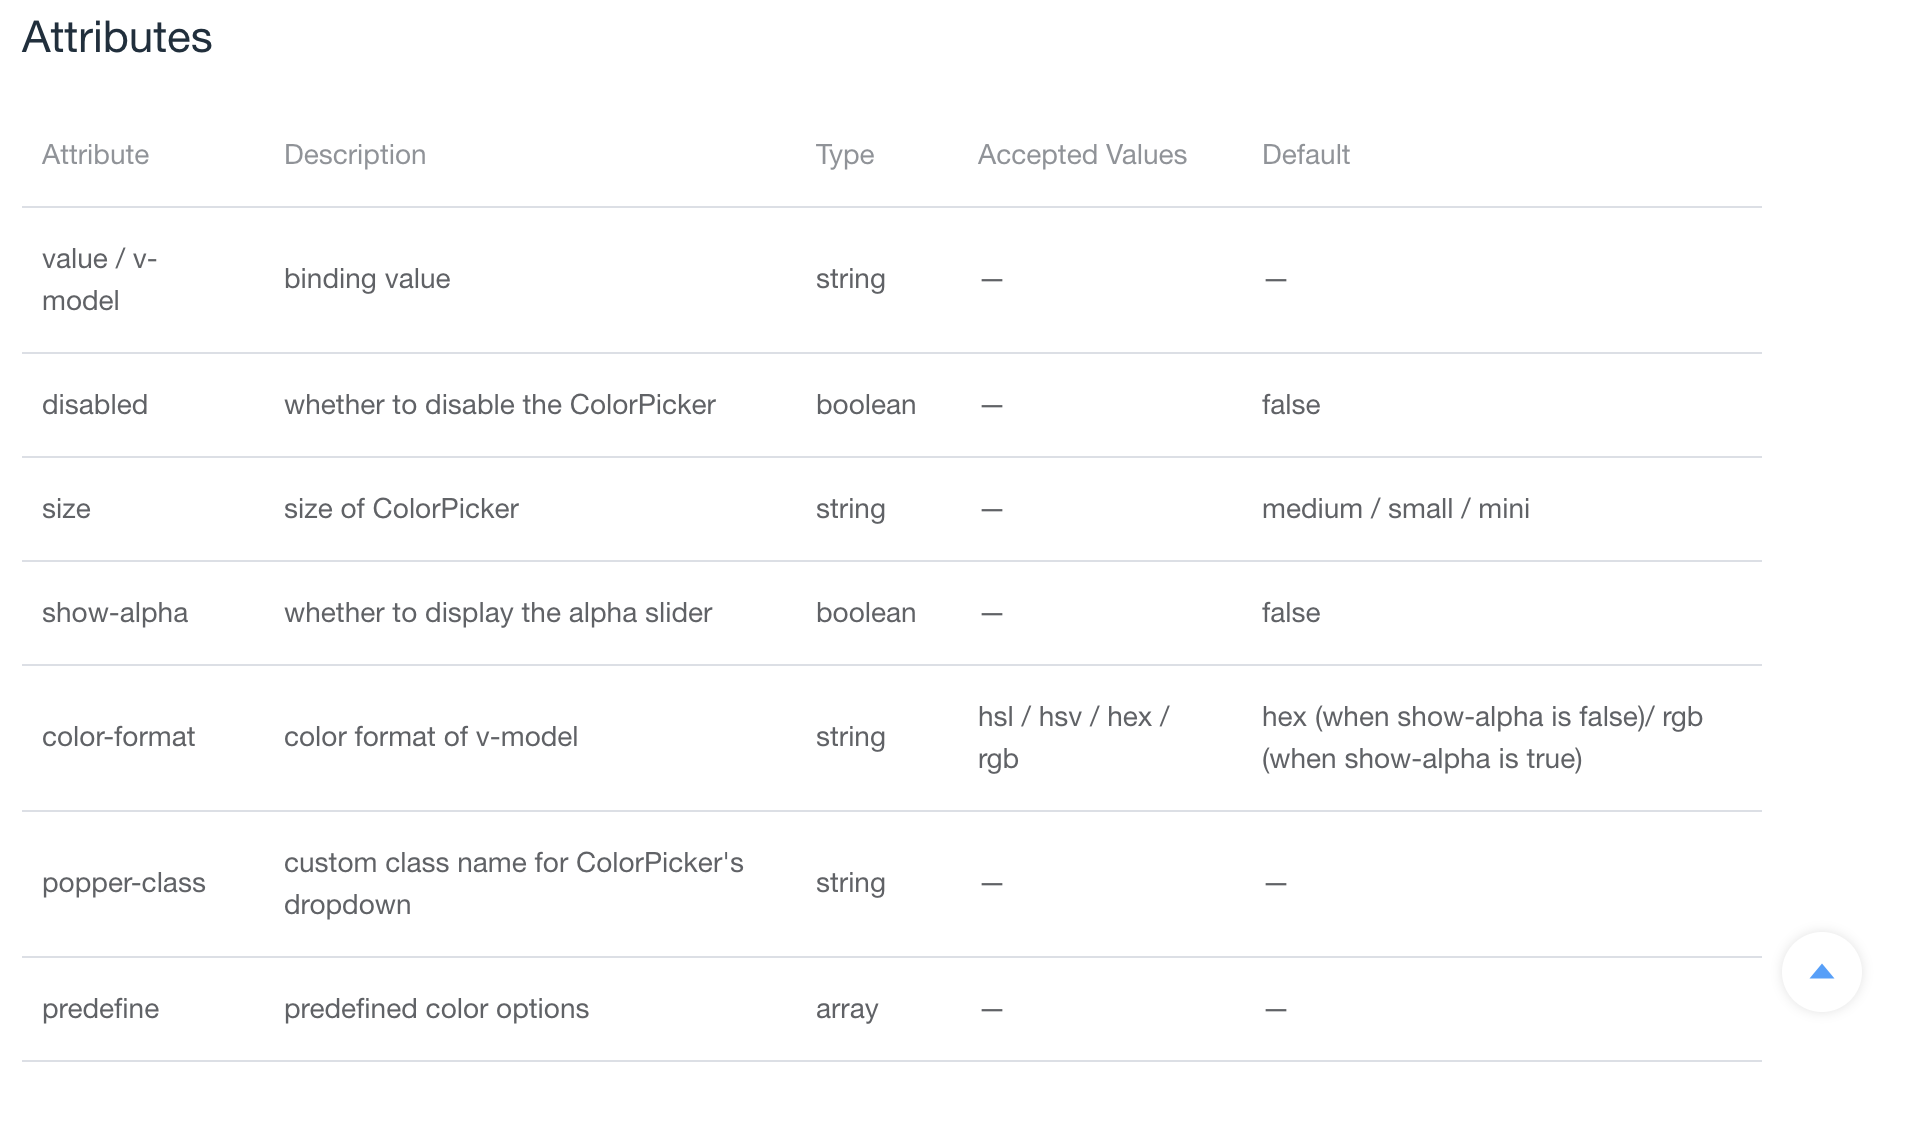 Attributes
Attribute Description Type Accepted Values Default
value / v-
model
binding value string — —
disabled whether to disable the ColorPicker boolean — false
size size of ColorPicker string — medium / small / mini
show-alpha whether to display the alpha slider boolean — false
color-format color format of v-model string
hsl / hsv / hex /
rgb
hex (when show-alpha is false)/ rgb
(when show-alpha is true)
popper-class
custom class name for ColorPicker's
dropdown
string — —
predefine predefined color options array — —